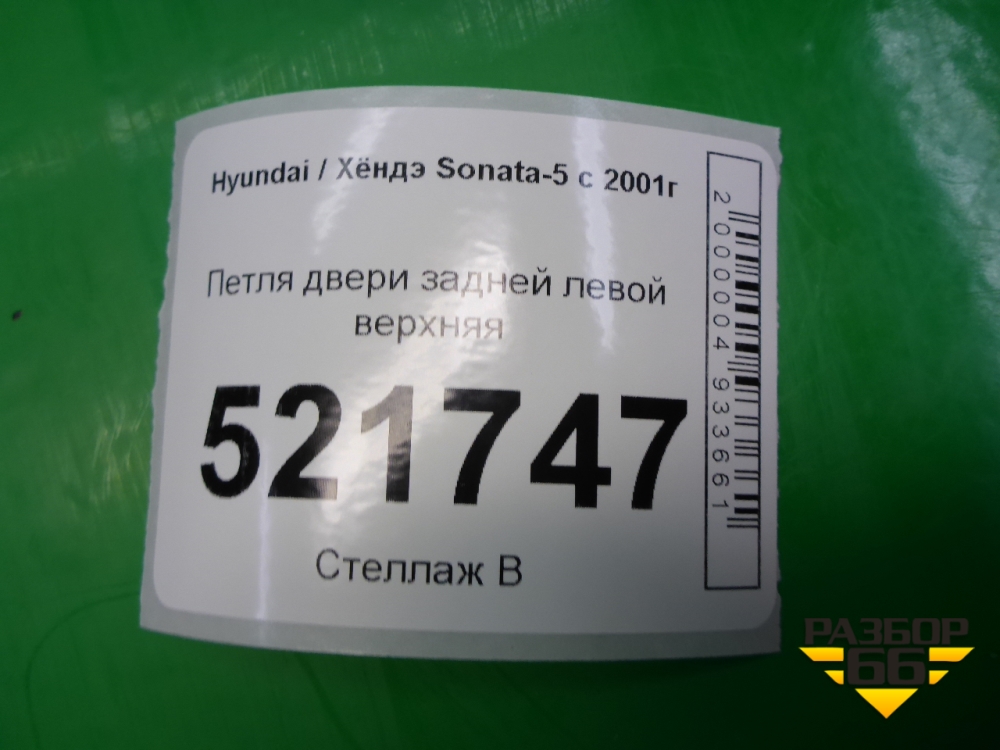 Hyundai / Хёндэ Sonata-5 с 2001г
Петля двери задней левой
верхняя
521747
Стеллаж В
2000004933661
РАЗБОР
66